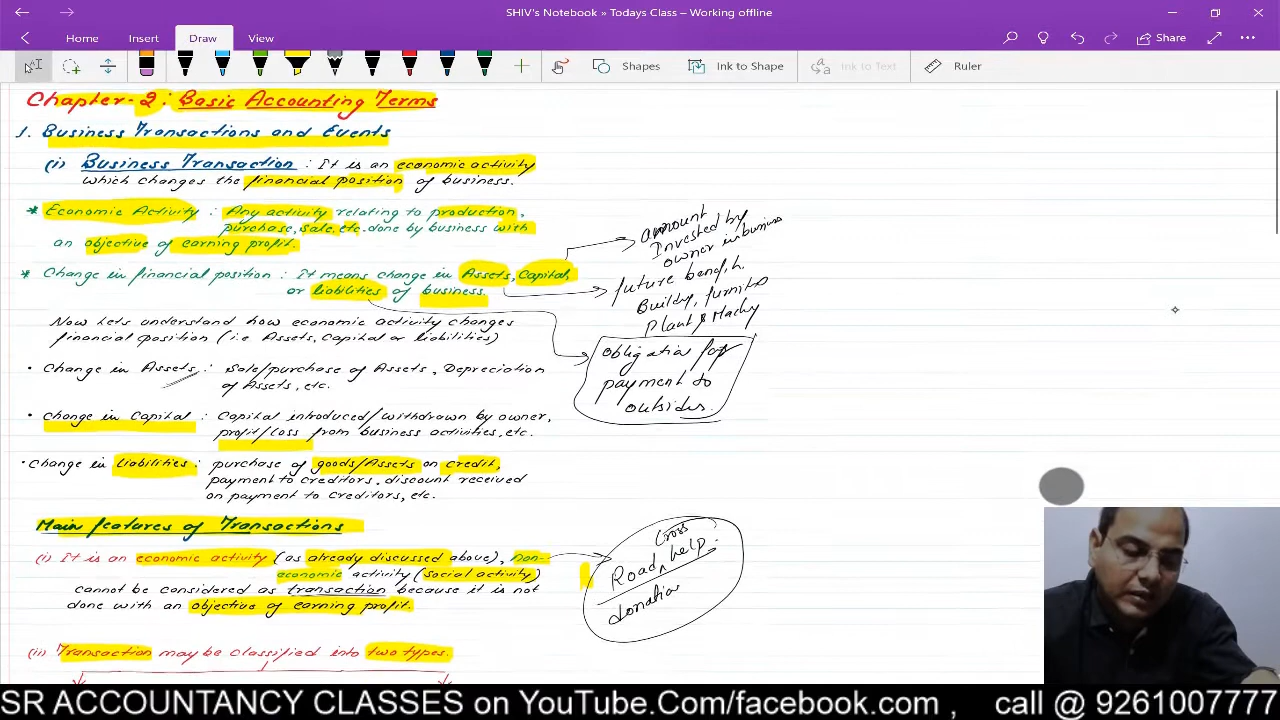 SHIV's Notebook » Todays Class – Working offline
Home Insert Draw View
Share
Shapes Ink to Shape Ink to Text Ruler
Chapter-2: Basic Accounting Terms
1. Business Transactions and Events
(i) Business Transaction : It is an economic activity
which changes the financial position of business.
* Economic Activity : Any activity relating to production,
purchase, sale, etc. done by business with
an objective of earning profit.
* Change in financial position : It means change in Assets, Capital,
or liabilities of business.
amount
Invested by
owner in business
future benefit.
Plant & Machy
Now lets understand how economic activity changes
financial position (i.e Assets, Capital or liabilities)
obligation for
payment to
outsider.
• Change in Assets : Sale/purchase of Assets, Depreciation
of Assets, etc.
• Change in Capital : Capital introduced/withdrawn by owner,
profit/loss from business activities, etc.
• Change in liabilities : purchase of goods/Assets on credit,
payment to creditors, discount received
on payment to creditors, etc.
Main features of Transactions
(i) It is an economic activity (as already discussed above), non-
economic activity (social activity)
cannot be considered as transaction because it is not
done with an objective of earning profit.
Cross
Road help.
donation
(ii) Transaction may be classified into two types.
SR ACCOUNTANCY CLASSES on YouTube.Com/facebook.com , call @ 9261007777